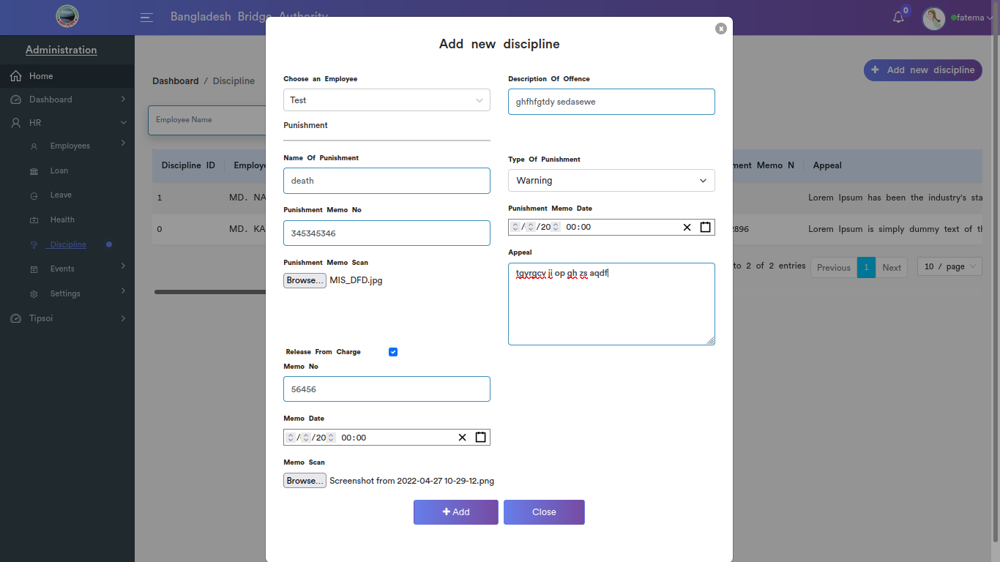 Bangladesh Bridge Authority
0
fatema
Administration
Home
Dashboard
HR
Employees
Loan
Leave
Health
Discipline
Events
Settings
Tipsoi
Dashboard / Discipline
+ Add new discipline
Employee Name
Discipline ID
Employe
ment Memo N
Appeal
1
MD. NA
Lorem Ipsum has been the industry's sta
0
MD. KA
2896
Lorem Ipsum is simply dummy text of th
to 2 of 2 entries
Previous
1
Next
10 / page
Add new discipline
Choose an Employee
Test
Description Of Offence
ghfhfgtdy sedasewe
Punishment
Name Of Punishment
death
Type Of Punishment
Warning
Punishment Memo No
345345346
Punishment Memo Date
/ /20 00:00
Punishment Memo Scan
Browse... MIS_DFD.jpg
Appeal
tgyrgcv ji op gh zs aqdf
Release From Charge
Memo No
56456
Memo Date
/ /20 00:00
Memo Scan
Browse... Screenshot from 2022-04-27 10-29-12.png
+ Add
Close